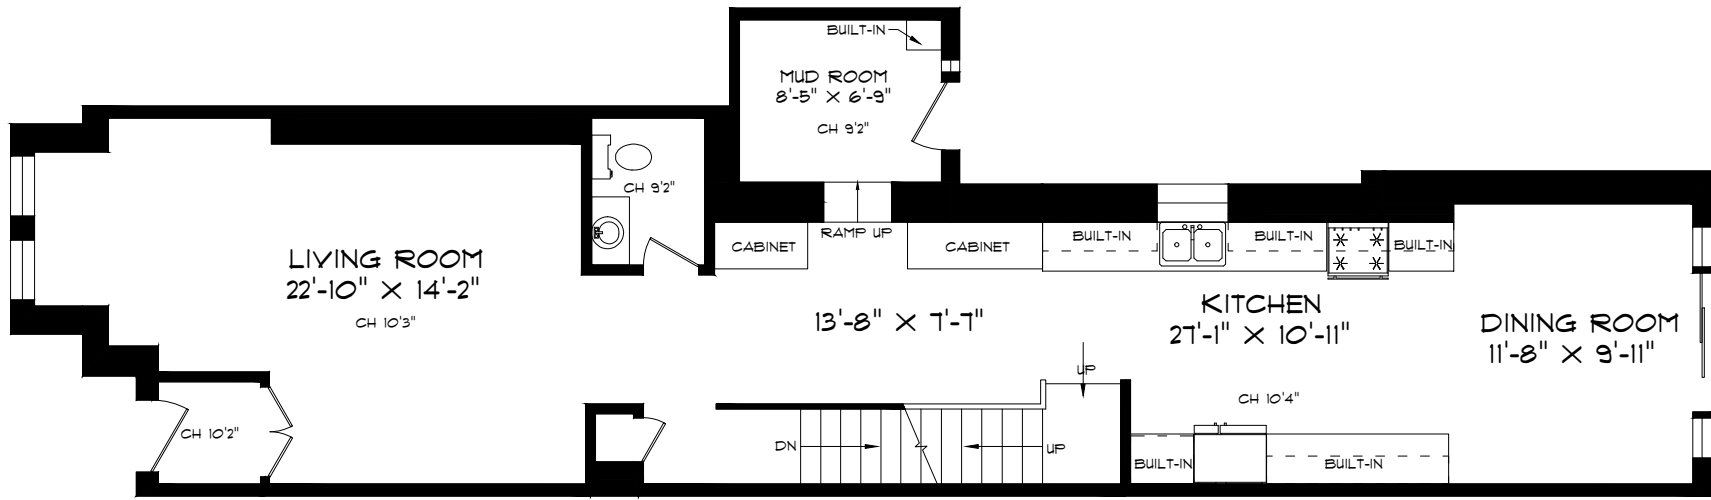 BUILT-IN
MUD ROOM
8'-5" X 6'-9"
CH 9'2"
CH 9'2"
RAMP UP
CABINET
CABINET
BUILT-IN
BUILT-IN
BUILT-IN
LIVING ROOM
22'-10" X 14'-2"
CH 10'3"
13'-8" X 7'-7"
KITCHEN
27'-1" X 10'-11"
DINING ROOM
11'-8" X 9'-11"
UP
CH 10'4"
CH 10'2"
DN
UP
BUILT-IN
BUILT-IN